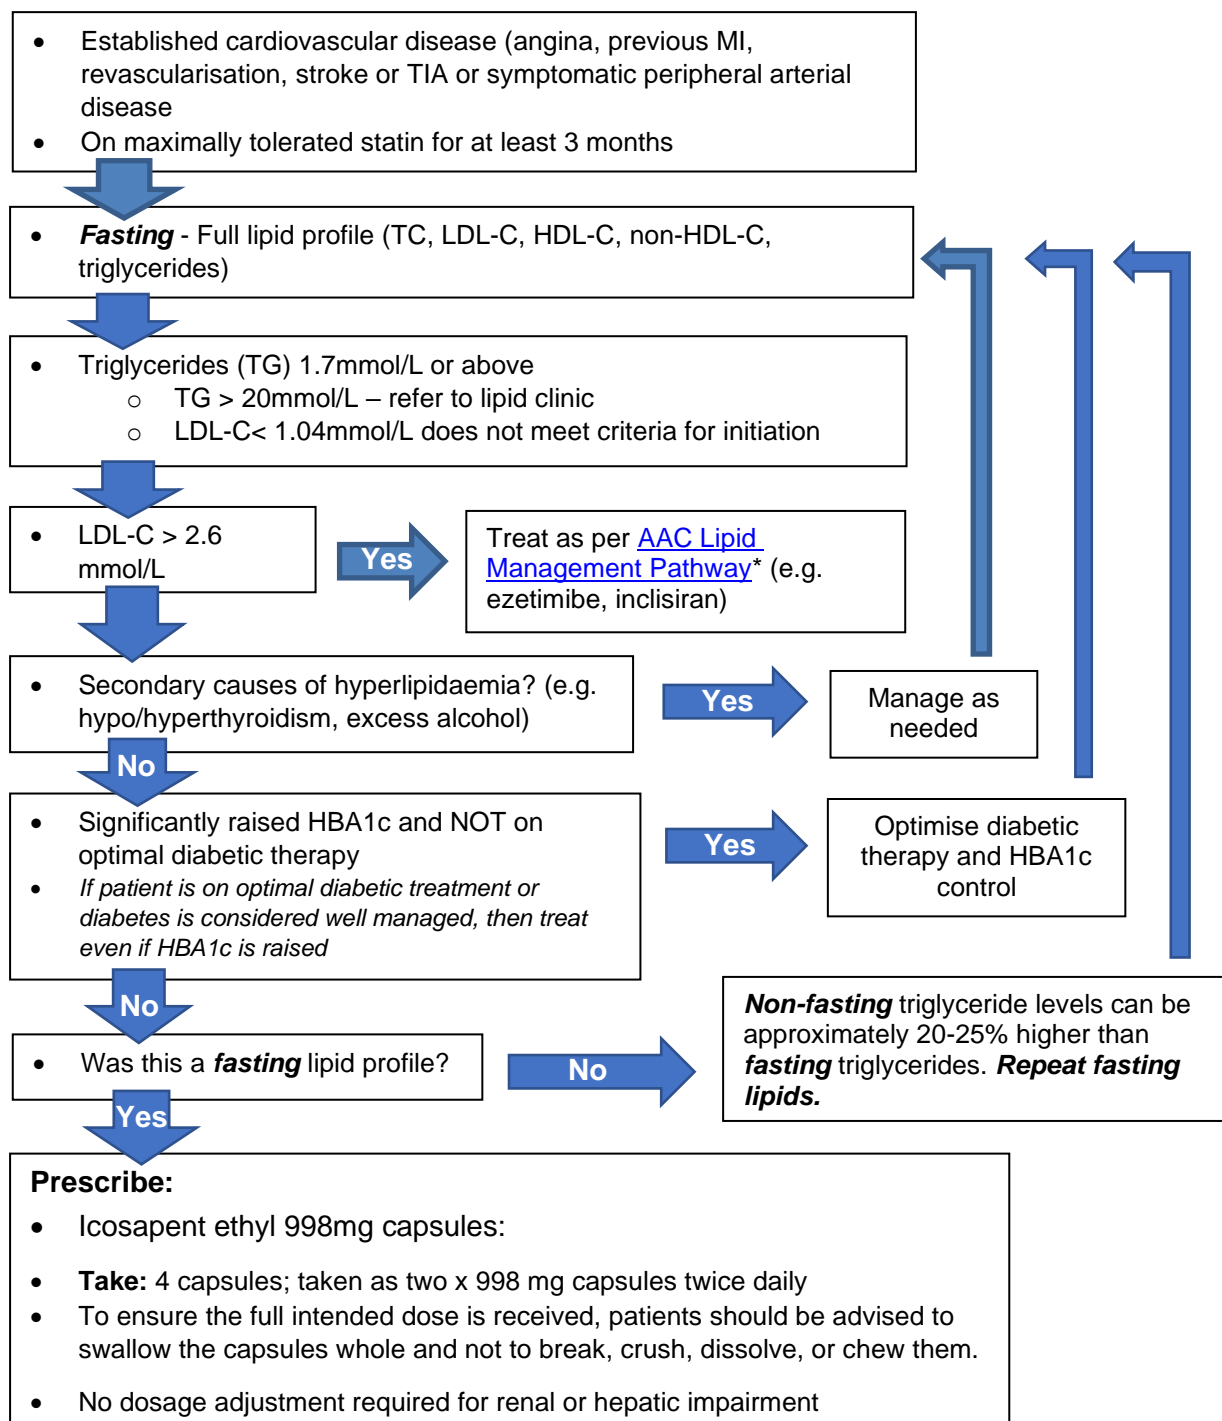 • Established cardiovascular disease (angina, previous MI,
revascularisation, stroke or TIA or symptomatic peripheral arterial
disease
• On maximally tolerated statin for at least 3 months
• Fasting - Full lipid profile (TC, LDL-C, HDL-C, non-HDL-C,
triglycerides)
• Triglycerides (TG) 1.7mmol/L or above
o TG > 20mmol/L – refer to lipid clinic
o LDL-C< 1.04mmol/L does not meet criteria for initiation
• LDL-C > 2.6
mmol/L
Yes
Treat as per AAC Lipid
Management Pathway* (e.g.
ezetimibe, inclisiran)
• Secondary causes of hyperlipidaemia? (e.g.
hypo/hyperthyroidism, excess alcohol)
Yes
Manage as
needed
No
• Significantly raised HBA1c and NOT on
optimal diabetic therapy
• If patient is on optimal diabetic treatment or
diabetes is considered well managed, then treat
even if HBA1c is raised
Yes
Optimise diabetic
therapy and HBA1c
control
No
• Was this a fasting lipid profile?
No
Non-fasting triglyceride levels can be
approximately 20-25% higher than
fasting triglycerides. Repeat fasting
lipids.
Yes
Prescribe:
• Icosapent ethyl 998mg capsules:
• Take: 4 capsules; taken as two x 998 mg capsules twice daily
• To ensure the full intended dose is received, patients should be advised to
swallow the capsules whole and not to break, crush, dissolve, or chew them.
• No dosage adjustment required for renal or hepatic impairment